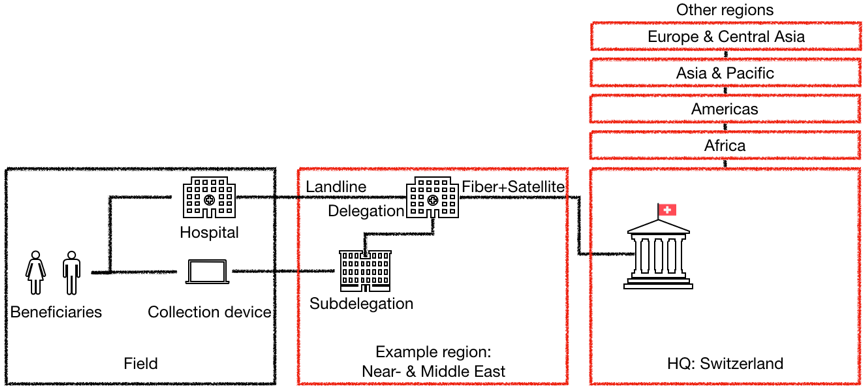 Other regions
Europe & Central Asia
Asia & Pacific
Americas
Africa
Landline
Fiber+Satellite
Delegation
Hospital
Beneficiaries
Collection device
Subdelegation
Field
Example region:
Near- & Middle East
HQ: Switzerland